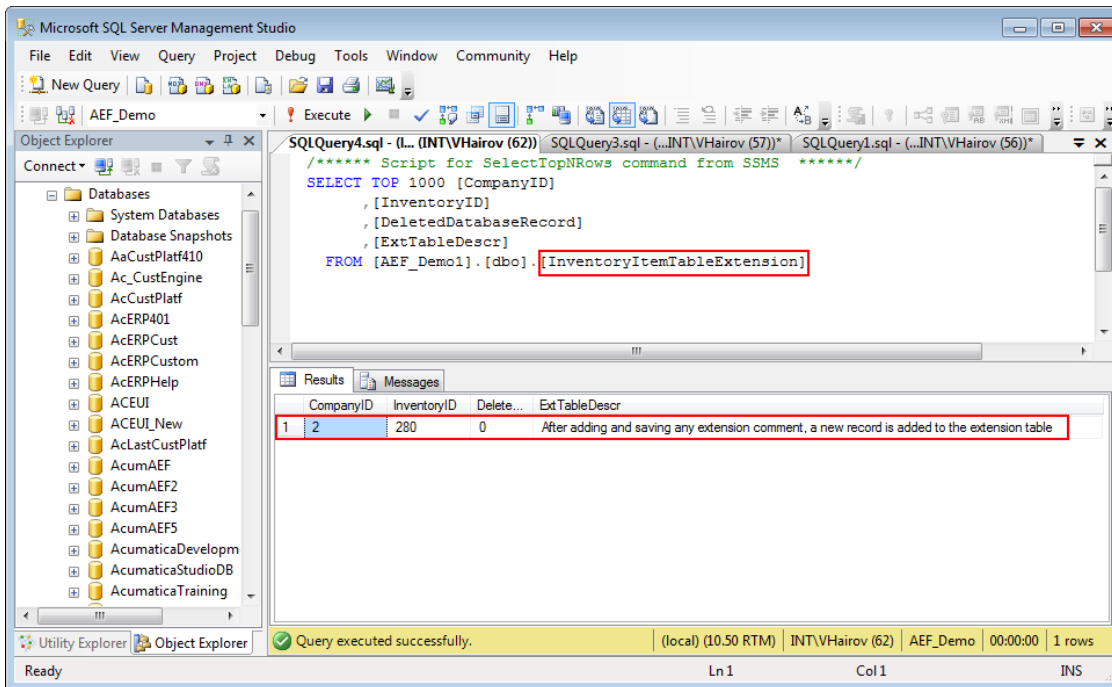 Microsoft SQL Server Management Studio
File Edit View Query Project Debug Tools Window Community Help
New Query
AEF_Demo Execute
Object Explorer
SQLQuery4.sql - (l... (INT\VHairov (62)) SQLQuery3.sql - (...INT\VHairov (57))* SQLQuery1.sql - (...INT\VHairov (56))*
Connect
Databases
System Databases
Database Snapshots
AaCustPlatf410
Ac_CustEngine
AcCustPlatf
AcERP401
AcERPCust
AcERPCustom
AcERPHelp
ACEUI
ACEUI_New
AcLastCustPlatf
AcumAEF
AcumAEF2
AcumAEF3
AcumAEF5
AcumaticaDevelopm
AcumaticaStudioDB
AcumaticaTraining
Utility Explorer Object Explorer
/****** Script for SelectTopNRows command from SSMS ******/
SELECT TOP 1000 [CompanyID]
,[InventoryID]
,[DeletedDatabaseRecord]
,[ExtTableDescr]
FROM [AEF_Demo1].[dbo].[InventoryItemTableExtension]
Results Messages
CompanyID InventoryID Delete... ExtTableDescr
1 2 280 0 After adding and saving any extension comment, a new record is added to the extension table
Query executed successfully. (local) (10.50 RTM) INT\VHairov (62) AEF_Demo 00:00:00 1 rows
Ready Ln 1 Col 1 INS